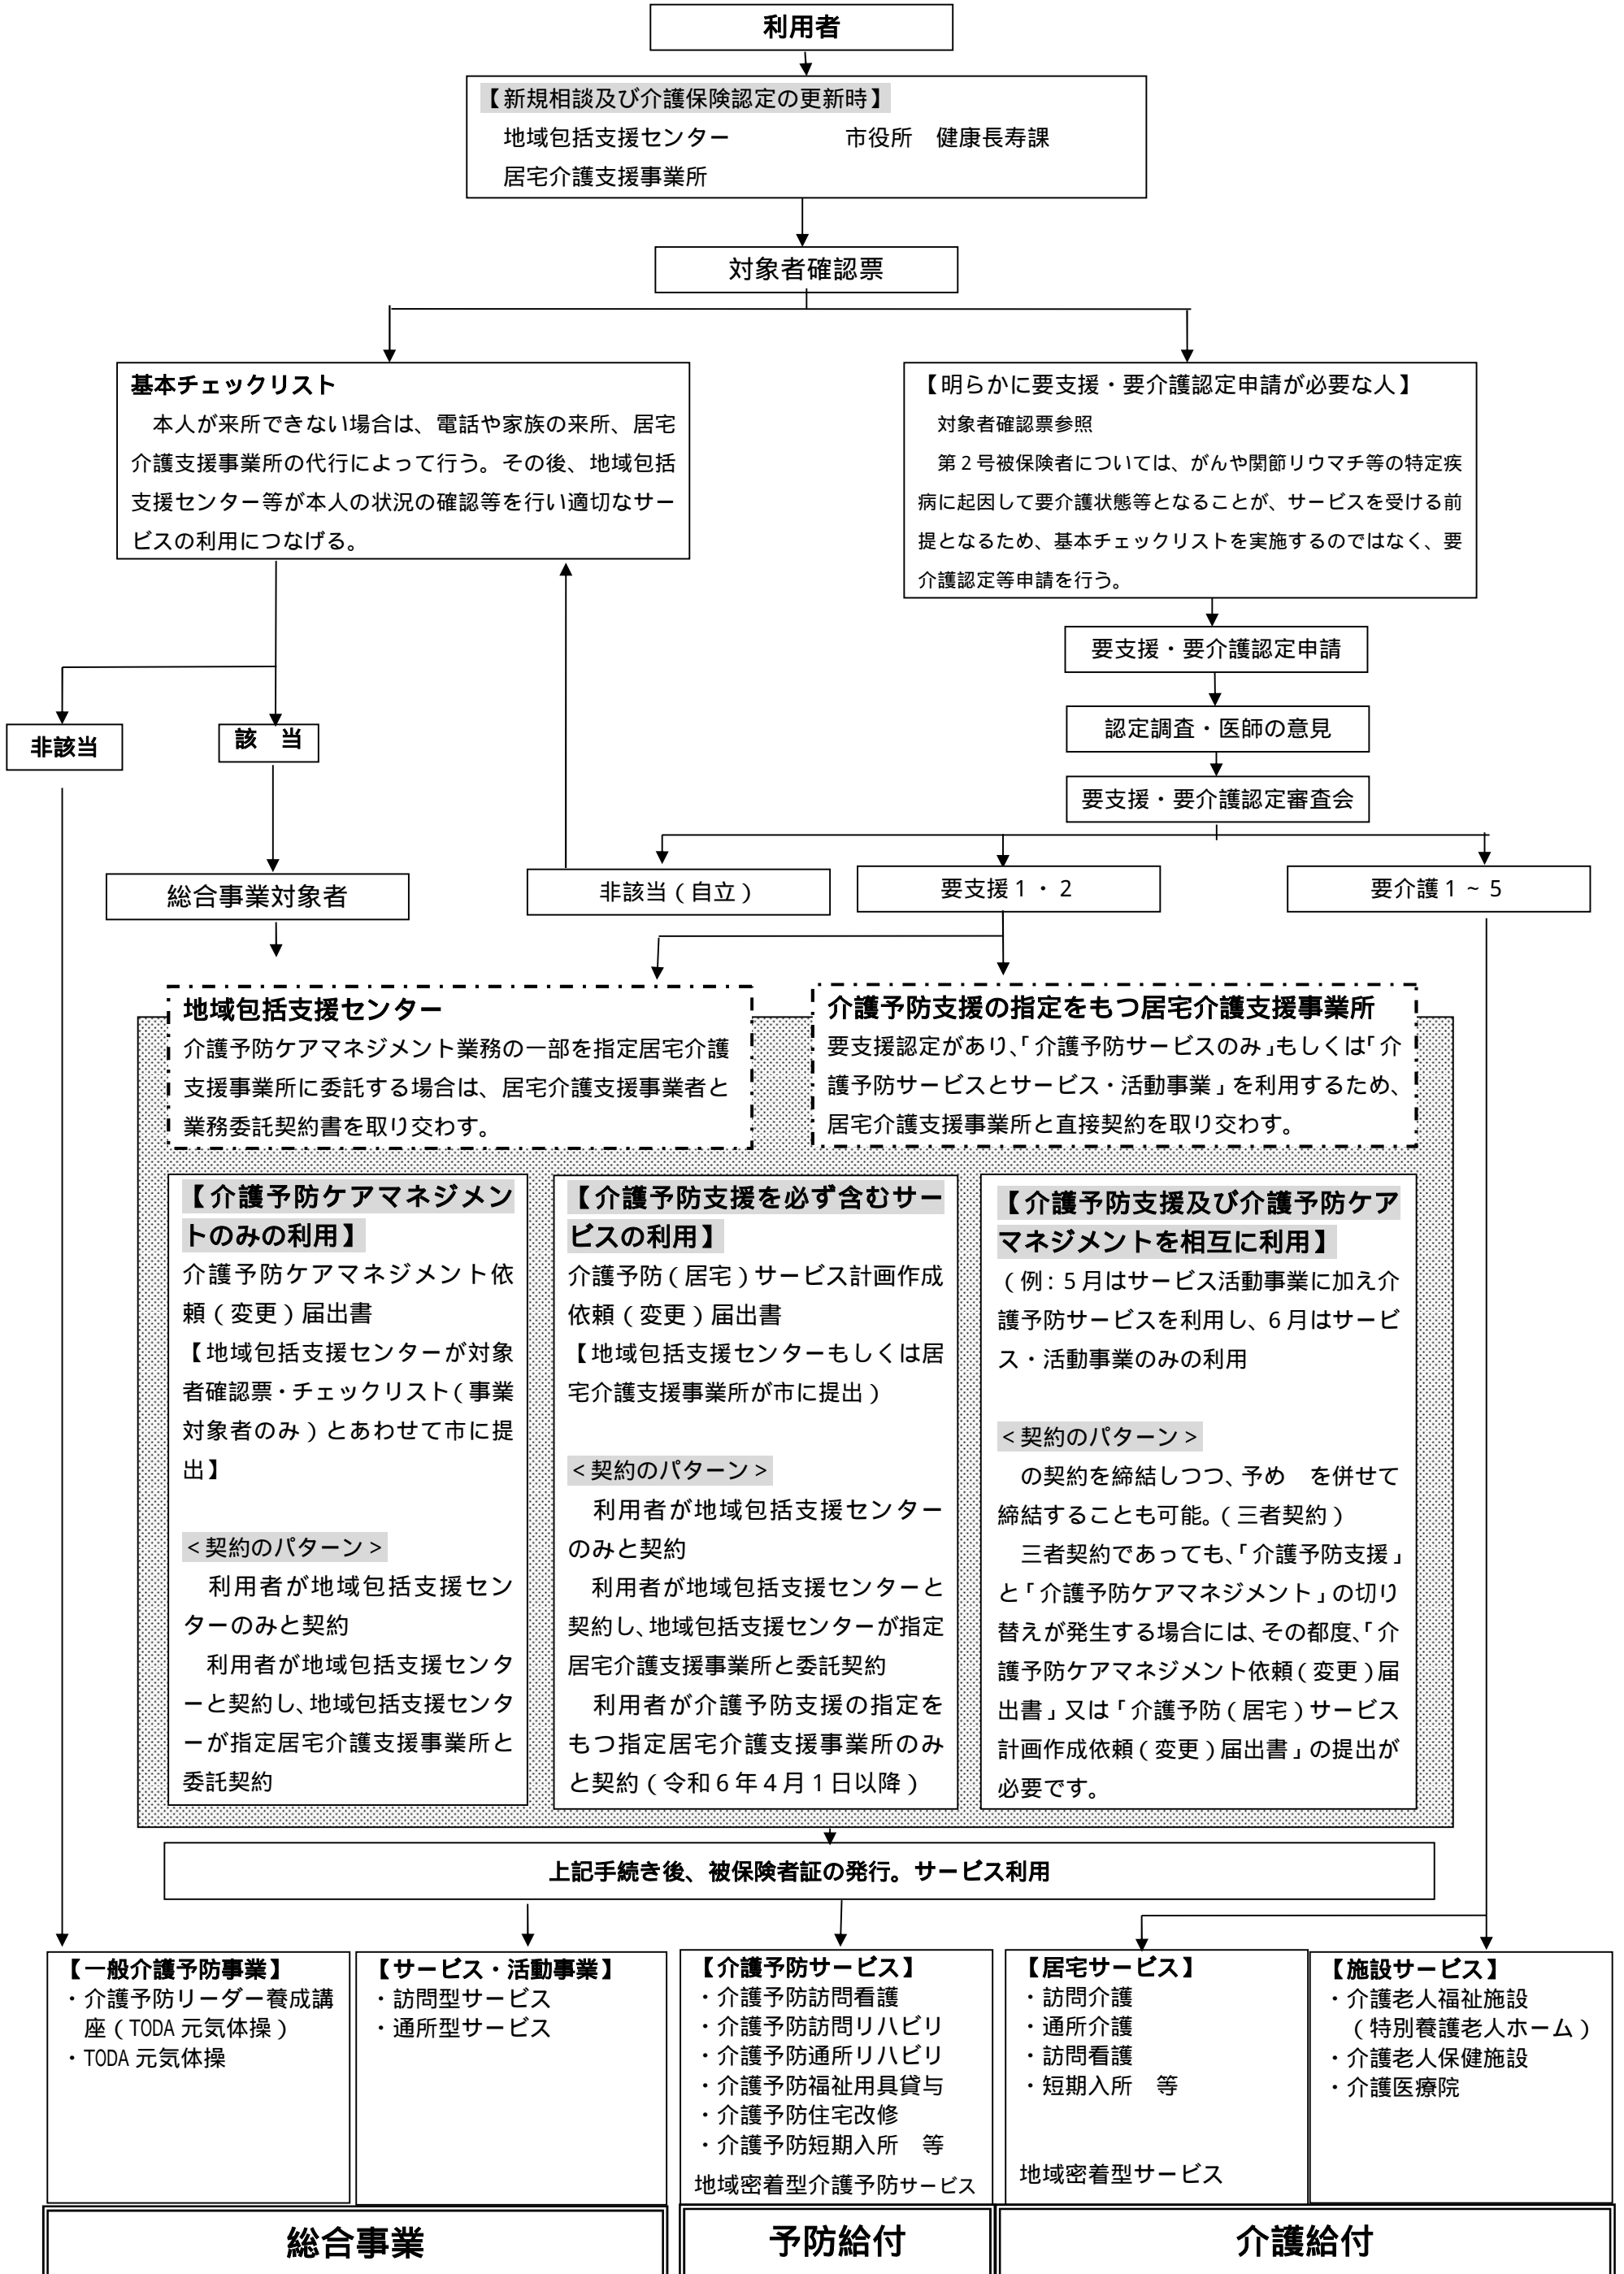 利用者
【新規相談及び介護保険認定の更新時】
地域包括支援センター　　　　　市役所　健康長寿課
居宅介護支援事業所
対象者確認票
基本チェックリスト
本人が来所できない場合は、電話や家族の来所、居宅
介護支援事業所の代行によって行う。その後、地域包括
支援センター等が本人の状況の確認等を行い適切なサー
ビスの利用につなげる。
【明らかに要支援・要介護認定申請が必要な人】
対象者確認票参照
第２号被保険者については、がんや関節リウマチ等の特定疾
病に起因して要介護状態等となることが、サービスを受ける前
提となるため、基本チェックリストを実施するのではなく、要
介護認定等申請を行う。
要支援・要介護認定申請
認定調査・医師の意見
要支援・要介護認定審査会
非該当
該　当
総合事業対象者
非該当（自立）
要支援１・２
要介護１～５
地域包括支援センター
介護予防ケアマネジメント業務の一部を指定居宅介護
支援事業所に委託する場合は、居宅介護支援事業者と
業務委託契約書を取り交わす。
介護予防支援の指定をもつ居宅介護支援事業所
要支援認定があり、「介護予防サービスのみ」もしくは「介
護予防サービスとサービス・活動事業」を利用するため、
居宅介護支援事業所と直接契約を取り交わす。
【介護予防ケアマネジメン
トのみの利用】
介護予防ケアマネジメント依
頼（変更）届出書
【地域包括支援センターが対象
者確認票・チェックリスト（事業
対象者のみ）とあわせて市に提
出】
＜契約のパターン＞
利用者が地域包括支援セン
ターのみと契約
利用者が地域包括支援センタ
ーと契約し、地域包括支援センタ
ーが指定居宅介護支援事業所と
委託契約
【介護予防支援を必ず含むサー
ビスの利用】
介護予防（居宅）サービス計画作成
依頼（変更）届出書
【地域包括支援センターもしくは居
宅介護支援事業所が市に提出）
＜契約のパターン＞
利用者が地域包括支援センター
のみと契約
利用者が地域包括支援センターと
契約し、地域包括支援センターが指定
居宅介護支援事業所と委託契約
利用者が介護予防支援の指定を
もつ指定居宅介護支援事業所のみ
と契約（令和６年４月１日以降）
【介護予防支援及び介護予防ケア
マネジメントを相互に利用】
（例：５月はサービス活動事業に加え介
護予防サービスを利用し、６月はサービ
ス・活動事業のみの利用
＜契約のパターン＞
の契約を締結しつつ、予め　を併せて
締結することも可能。（三者契約）
三者契約であっても、「介護予防支援」
と「介護予防ケアマネジメント」の切り
替えが発生する場合には、その都度、「介
護予防ケアマネジメント依頼（変更）届
出書」又は「介護予防（居宅）サービス
計画作成依頼（変更）届出書」の提出が
必要です。
上記手続き後、被保険者証の発行。サービス利用
【一般介護予防事業】
・介護予防リーダー養成講
座（TODA 元気体操）
・TODA 元気体操
【サービス・活動事業】
・訪問型サービス
・通所型サービス
【介護予防サービス】
・介護予防訪問看護
・介護予防訪問リハビリ
・介護予防通所リハビリ
・介護予防福祉用具貸与
・介護予防住宅改修
・介護予防短期入所　等
地域密着型介護予防サービス
【居宅サービス】
・訪問介護
・通所介護
・訪問看護
・短期入所　等
地域密着型サービス
【施設サービス】
・介護老人福祉施設
（特別養護老人ホーム）
・介護老人保健施設
・介護医療院
総合事業
予防給付
介護給付